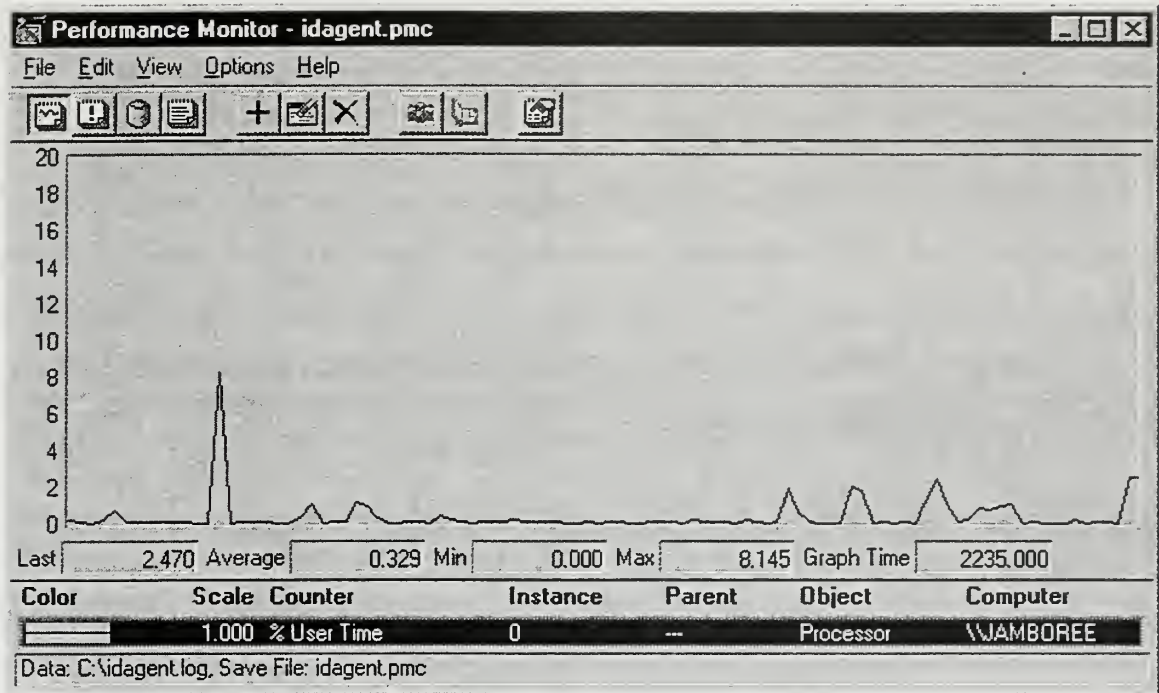 Performance Monitor - idagent.pmc
File Edit View Options Help
20
18
16
14
12
10
8
6
4
2
0
Last 2.470 Average 0.329 Min 0.000 Max 8.145 Graph Time 2235.000
Color Scale Counter Instance Parent Object Computer
1.000 % User Time 0 --- Processor \\JAMBOREE
Data: C:\idagent.log, Save File: idagent.pmc